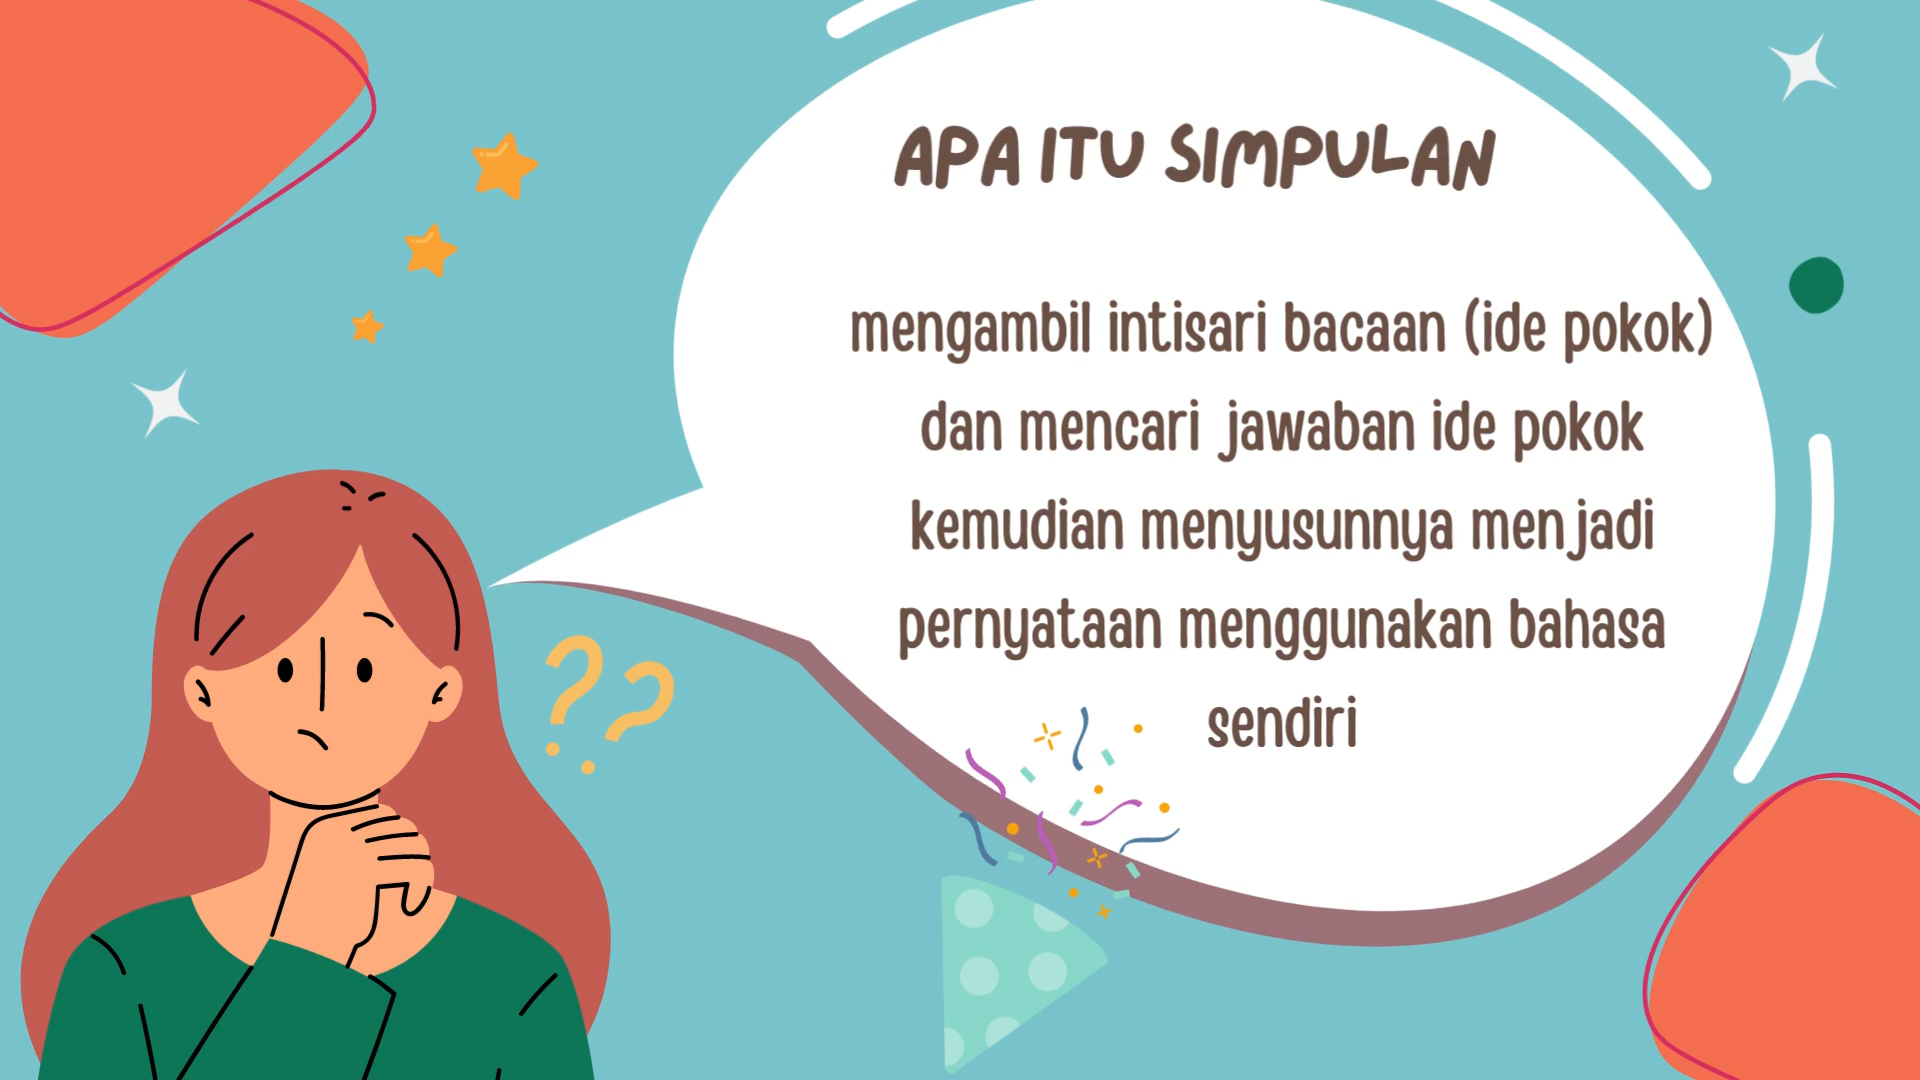 APA ITU SIMPULAN
mengambil intisari bacaan (ide pokok)
dan mencari jawaban ide pokok
kemudian menyusunnya menjadi
pernyataan menggunakan bahasa
sendiri
??